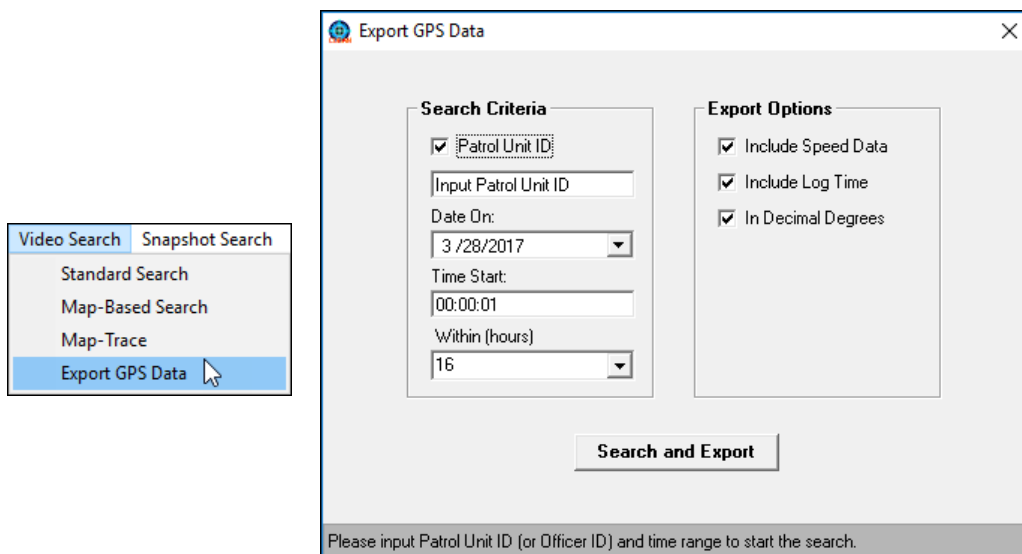 Video Search Snapshot Search
Standard Search
Map-Based Search
Map-Trace
Export GPS Data
Export GPS Data
Search Criteria
Patrol Unit ID
Input Patrol Unit ID
Date On:
3 /28/2017
Time Start:
00:00:01
Within (hours)
16
Export Options
Include Speed Data
Include Log Time
In Decimal Degrees
Search and Export
Please input Patrol Unit ID (or Officer ID) and time range to start the search.